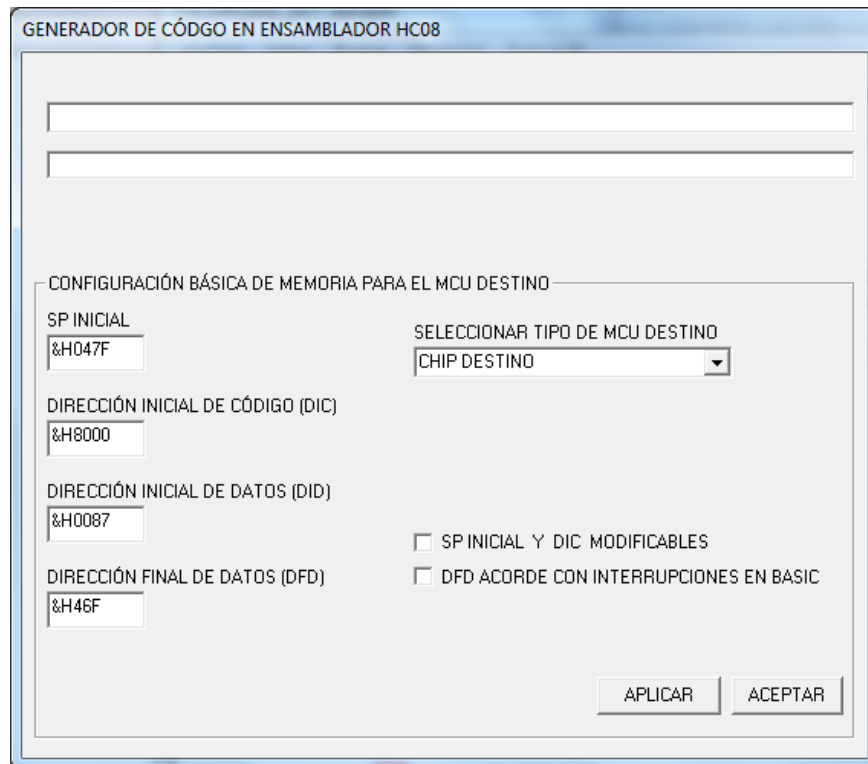 GENERADOR DE CÓDGO EN ENSAMBLADOR HC08
CONFIGURACIÓN BÁSICA DE MEMORIA PARA EL MCU DESTINO
SP INICIAL
&H047F
SELECCIONAR TIPO DE MCU DESTINO
CHIP DESTINO
DIRECCIÓN INICIAL DE CÓDIGO (DIC)
&H8000
DIRECCIÓN INICIAL DE DATOS (DID)
&H0087
SP INICIAL Y DIC MODIFICABLES
DIRECCIÓN FINAL DE DATOS (DFD)
&H46F
DFD ACORDE CON INTERRUPCIONES EN BASIC
APLICAR
ACEPTAR